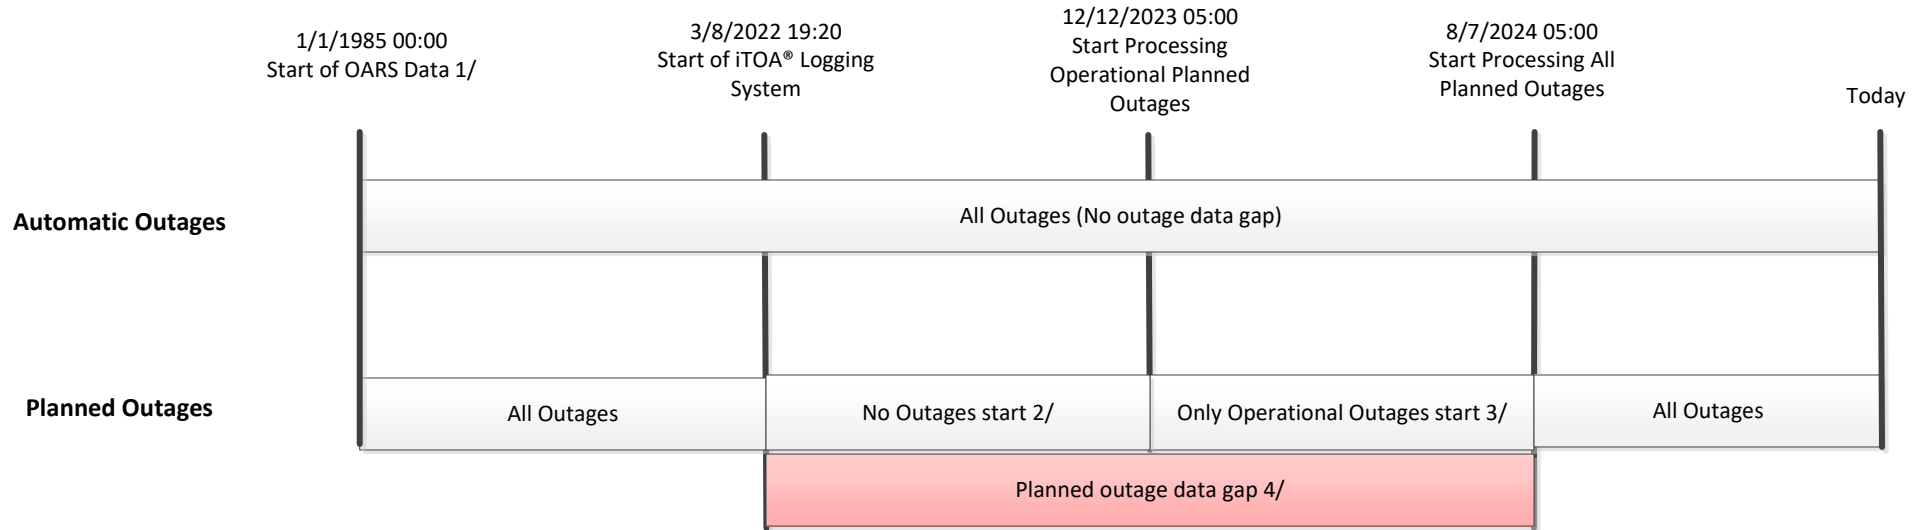 1/1/1985 00:00
Start of OARS Data 1/
3/8/2022 19:20
Start of iTOA® Logging
System
12/12/2023 05:00
Start Processing
Operational Planned
Outages
8/7/2024 05:00
Start Processing All
Planned Outages
Today
Automatic Outages
All Outages (No outage data gap)
Planned Outages
All Outages
No Outages start 2/
Only Operational Outages start 3/
All Outages
Planned outage data gap 4/